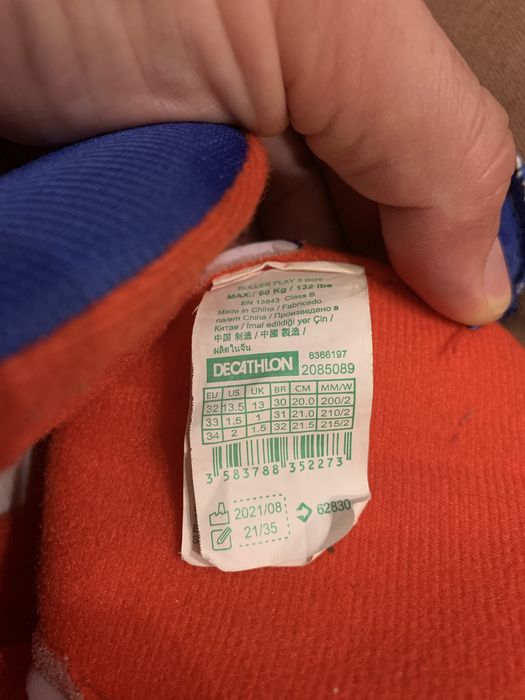 ROLLER PLAY 3 BOY
MAX.: 60 Kg / 132 lbs
EN 13843 Class B
Made in China / Fabricado
na/em China / Произведено в
Китае / İmal edildiği yer Çin /
中国 制造 / 中國 製造 /
ผลิตในจีน
8366197
DECATHLON 2085089
EU US UK BR CM MM/W
32 13.5 13 30 20.0 200/2
33 1.5 1 31 21.0 210/2
34 2 1.5 32 21.5 215/2
3 583788 352273
2021/08 62830
21/35